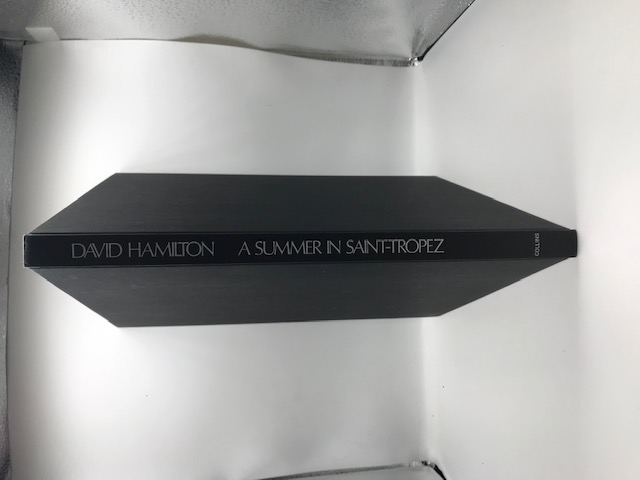 DAVID HAMILTON A SUMMER IN SAINT-TROPEZ
COLLINS